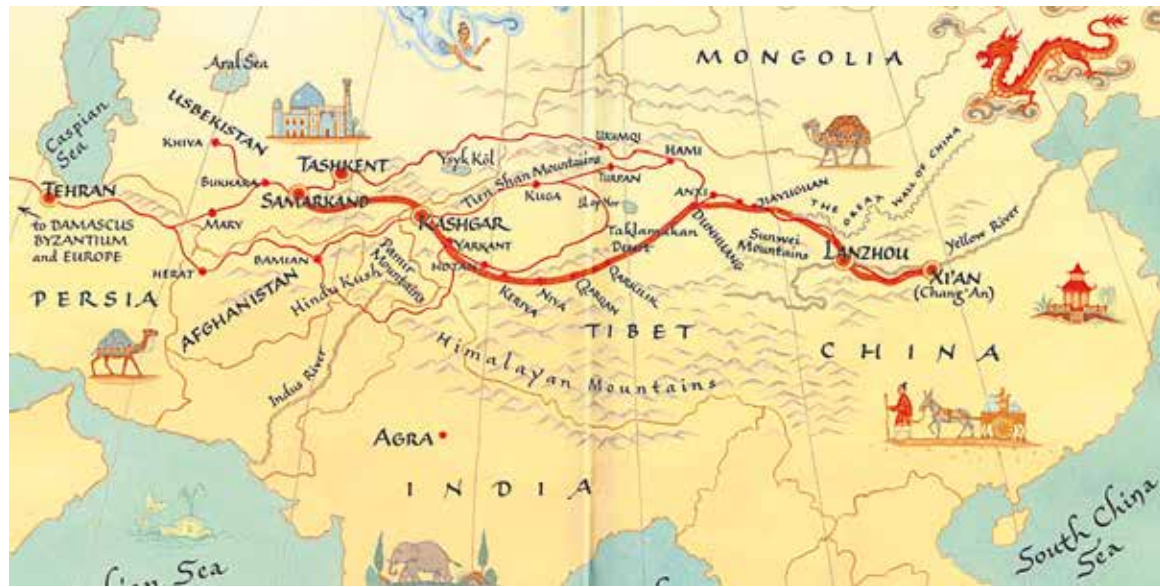 MONGOLIA
Aral Sea
Caspian
Sea
USBEKISTAN
KHIVA
TASHKENT
Ysyk Köl
URUMQI
HAMI
Tien Shan Mountains
TURPAN
KUGA
BUKHARA
SAMARKAND
TEHRAN
to DAMASCUS
BYZANTIUM
and EUROPE
MARY
KASHGAR
YARKANT
HOTAN
KERIYA
NIYA
QARQAN
QARKILIK
Taklamakan
Desert
ANXI
DUNHUANG
JIAYUGUAN
THE GREAT WALL OF CHINA
Sunwei
Mountains
LANZHOU
Yellow River
XI'AN
(Chang'An)
HERAT
BAMIAN
Pamir
Mountains
Hindu Kush
AFGHANISTAN
PERSIA
TIBET
CHINA
Himalayan Mountains
Indus River
AGRA
INDIA
South China
Sea
Sea